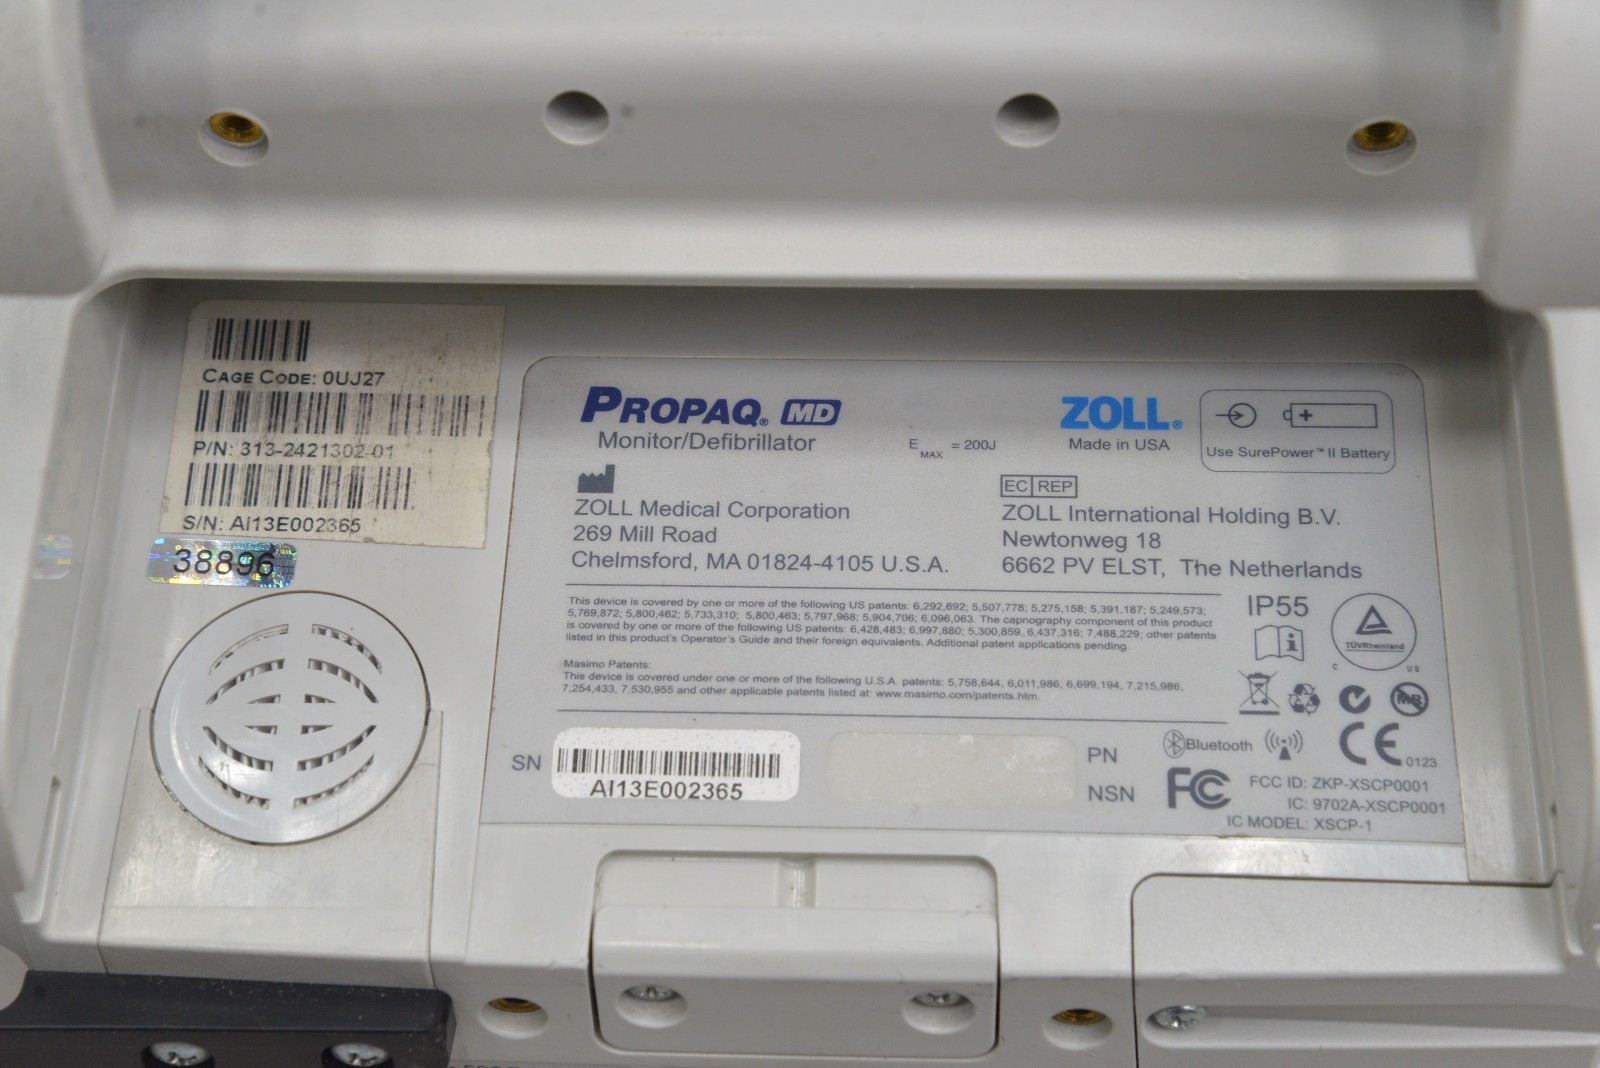 CAGE CODE: 0UJ27
P/N: 313-2421302-01
S/N: AI13E002365
38896
PROPAQ® MD
Monitor/Defibrillator
E MAX = 200J
ZOLL®
Made in USA
Use SurePower™ II Battery
ZOLL Medical Corporation
269 Mill Road
Chelmsford, MA 01824-4105 U.S.A.
EC REP
ZOLL International Holding B.V.
Newtonweg 18
6662 PV ELST, The Netherlands
This device is covered by one or more of the following US patents: 6,292,692; 5,507,778; 5,275,158; 5,391,187; 5,249,573;
5,769,872; 5,800,462; 5,733,310; 5,800,463; 5,797,968; 5,904,706; 6,096,063. The capnography component of this product
is covered by one or more of the following US patents: 6,428,483; 6,997,880; 5,300,859, 6,437,316; 7,488,229; other patents
listed in this product's Operator's Guide and their foreign equivalents. Additional patent applications pending.
Masimo Patents:
This device is covered under one or more of the following U.S.A. patents: 5,758,644, 6,011,986, 6,699,194, 7,215,986,
7,254,433, 7,530,955 and other applicable patents listed at: www.masimo.com/patents.htm.
IP55
TÜVRheinland
C US
MR
SN
AI13E002365
PN
NSN
Bluetooth
CE 0123
FC
FCC ID: ZKP-XSCP0001
IC: 9702A-XSCP0001
IC MODEL: XSCP-1